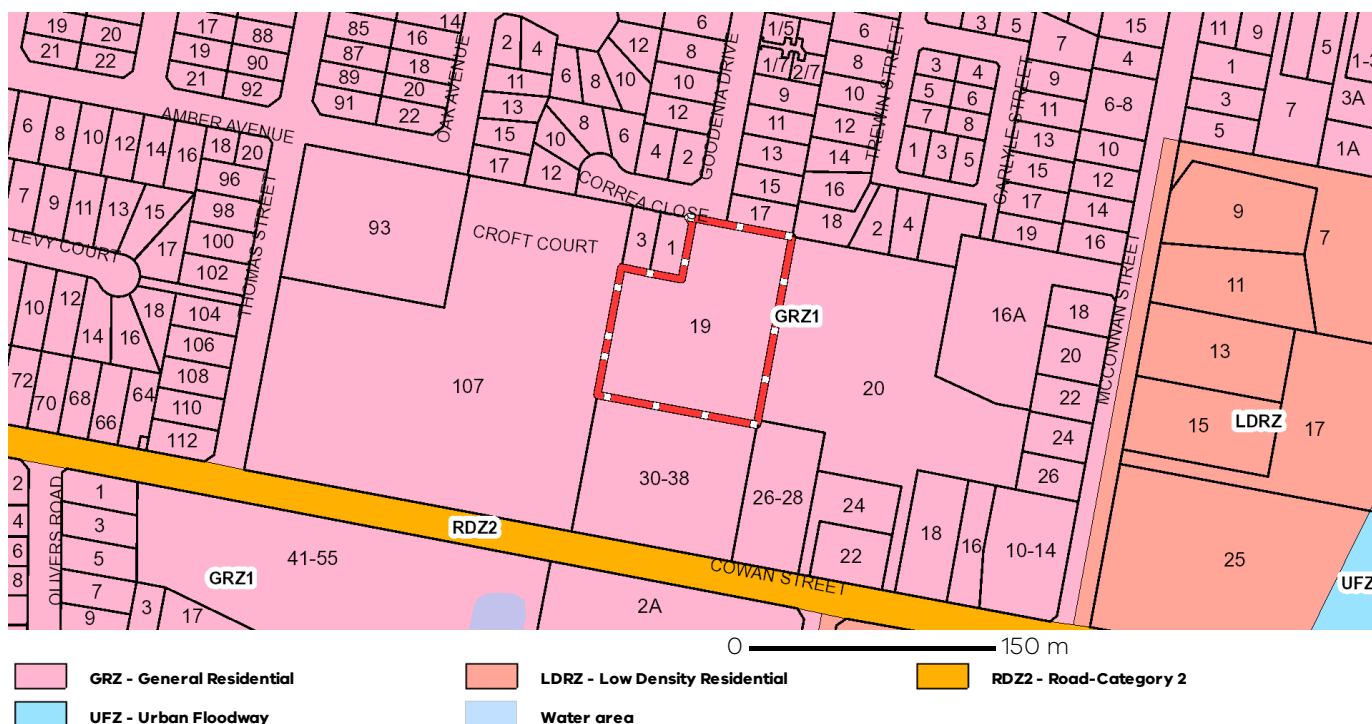 19 20 17 88 85 16 14 2 4 12 6 1/5 6 3 5 15 11 9 5 1-3
21 22 19 90 87 18 11 6 8 10 8 1/7 2/7 8 7 4 1 3A
21 92 89 20 13 10 9 10 3 4 9 6-8 3 7 1A
91 22 15 8 6 12 11 12 5 6 11 5
AMBER AVENUE
OAK AVENUE
GOODENIA DRIVE
TREWIN STREET
CARLYLE STREET
6 8 10 12 14 16 18 20 17 10 12 4 2 13 14 7 8 13 10
96 15 16 1 3 5 15 12
7 9 11 13 15 98 17 18 2 4 17 14
17 100 19 16
LEVY COURT
102
THOMAS STREET
CORREA CLOSE
CROFT COURT
MCCONNAN STREET
93 3 1 9 7
11
10 12 14 16 18 104 19 GRZ1 16A 18 13
106 20
72 70 68 66 64 108 107 20 22 15 LDRZ 17
110 24
112 26
30-38 26-28 24 18 16 10-14 25
22
RDZ2
COWAN STREET
OLIVERS ROAD
2 1
4 3
6 5 GRZ1 41-55 UFZ
8 7 3 17 2A
9
0 150 m
GRZ - General Residential
LDRZ - Low Density Residential
RDZ2 - Road-Category 2
UFZ - Urban Floodway
Water area